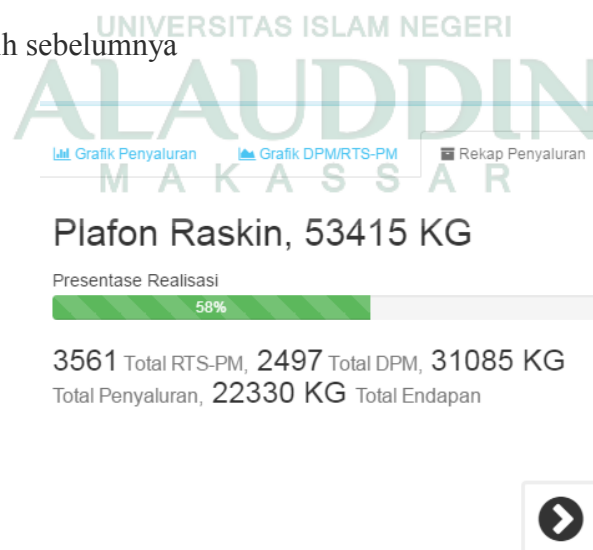 UNIVERSITAS ISLAM NEGERI
h sebelumnya
ALAUDDIN
Grafik Penyaluran Grafik DPM/RTS-PM Rekap Penyaluran
MAKASSAR
Plafon Raskin, 53415 KG
Presentase Realisasi
58%
3561 Total RTS-PM, 2497 Total DPM, 31085 KG
Total Penyaluran, 22330 KG Total Endapan